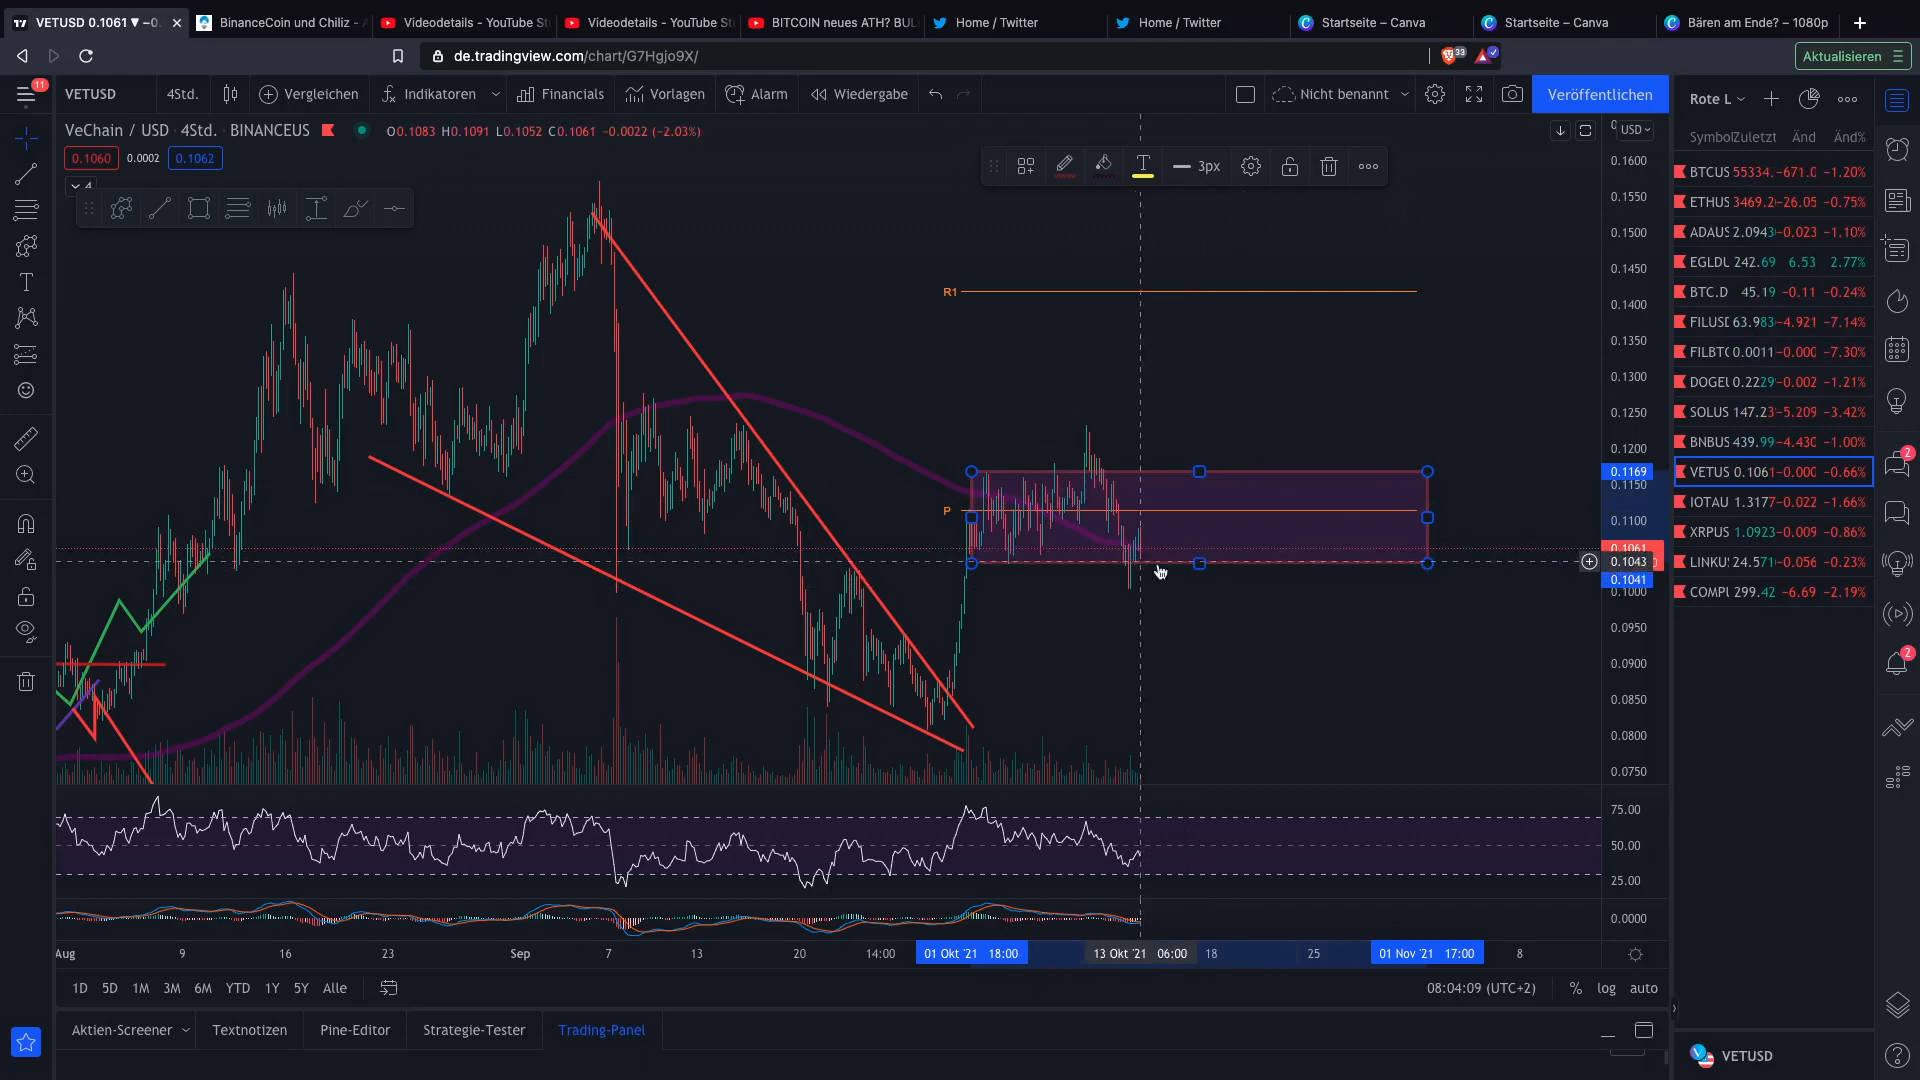 VETUSD 0.1061 ▼ −0.
BinanceCoin und Chiliz -
Videodetails - YouTube St
Videodetails - YouTube St
BITCOIN neues ATH? BUL
Home / Twitter
Home / Twitter
Startseite – Canva
Startseite – Canva
Bären am Ende? – 1080p
de.tradingview.com/chart/G7Hgjo9X/
33
Aktualisieren
11
VETUSD
4Std.
Vergleichen
Indikatoren
Financials
Vorlagen
Alarm
Wiedergabe
Nicht benannt
Veröffentlichen
Rote L
VeChain / USD · 4Std. · BINANCEUS
O0.1083 H0.1091 L0.1052 C0.1061 −0.0022 (−2.03%)
0.1060 0.0002 0.1062
4
3px
USD
R1
P
0.1600
0.1550
0.1500
0.1450
0.1400
0.1350
0.1300
0.1250
0.1200
0.1169
0.1150
0.1100
0.1061
0.1043
0.1041
0.1000
0.0950
0.0900
0.0850
0.0800
0.0750
75.00
50.00
25.00
0.0000
Aug 9 16 23 Sep 7 13 20 14:00 01 Okt '21 18:00 13 Okt '21 06:00 18 25 01 Nov '21 17:00 8
1D 5D 1M 3M 6M YTD 1Y 5Y Alle
08:04:09 (UTC+2) % log auto
Aktien-Screener Textnotizen Pine-Editor Strategie-Tester Trading-Panel
Symbol Zuletzt Änd Änd%
BTCUS 55334. −671.0 −1.20%
ETHUS 3469.2 −26.05 −0.75%
ADAUS 2.0943 −0.023 −1.10%
EGLDU 242.69 6.53 2.77%
BTC.D 45.19 −0.11 −0.24%
FILUSD 63.983 −4.921 −7.14%
FILBTC 0.0011 −0.000 −7.30%
DOGEU 0.2229 −0.002 −1.21%
SOLUS 147.23 −5.209 −3.42%
BNBUS 439.99 −4.430 −1.00%
VETUS 0.1061 −0.000 −0.66%
IOTAU 1.3177 −0.022 −1.66%
XRPUS 1.0923 −0.009 −0.86%
LINKU 24.571 −0.056 −0.23%
COMPU 299.42 −6.69 −2.19%
2
2
VETUSD